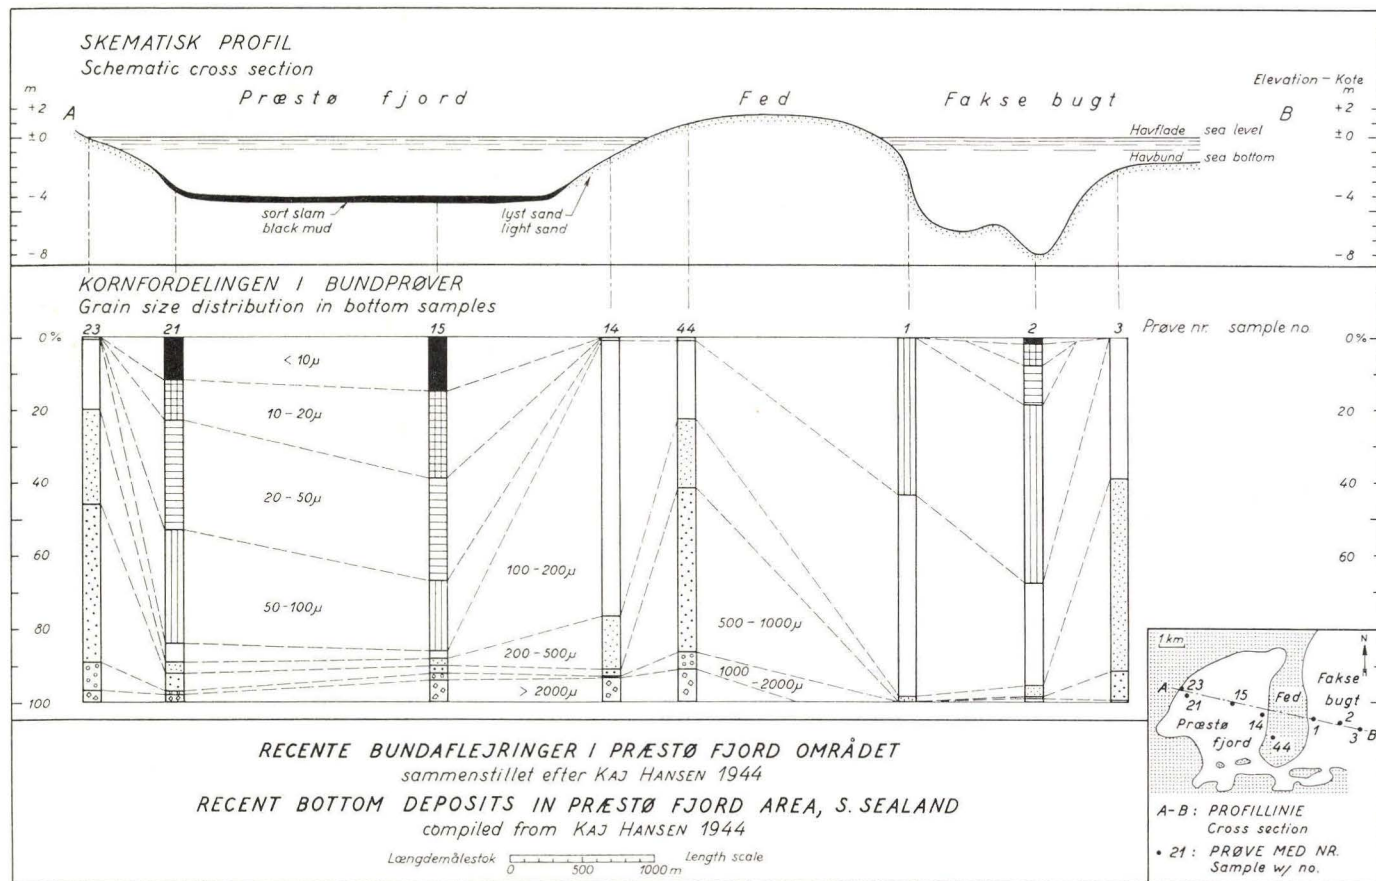 SKEMATISK PROFIL
Schematic cross section
Elevation - Kote
m
m
Præstø fjord
Fed
Fakse bugt
A
B
+2
±0
-4
-8
+2
±0
-4
-8
Havflade sea level
Havbund sea bottom
sort slam
black mud
lyst sand
light sand
KORNFORDELINGEN I BUNDPRØVER
Grain size distribution in bottom samples
23
21
15
14
44
1
2
3
Prøve nr. sample no.
0%
20
40
60
80
100
0%
20
40
60
< 10µ
10-20µ
20-50µ
50-100µ
100-200µ
200-500µ
500-1000µ
1000
-2000µ
> 2000µ
1 km
N
A
23
21
15
14
44
Fed
Fakse
bugt
Præstø
fjord
1
2
3
B
A-B: PROFILLINIE
Cross section
• 21: PRØVE MED NR.
Sample w/ no.
RECENTE BUNDAFLEJRINGER I PRÆSTØ FJORD OMRÅDET
sammenstillet efter KAJ HANSEN 1944
RECENT BOTTOM DEPOSITS IN PRÆSTØ FJORD AREA, S. SEALAND
compiled from KAJ HANSEN 1944
Længdemålestok
Length scale
0 500 1000 m